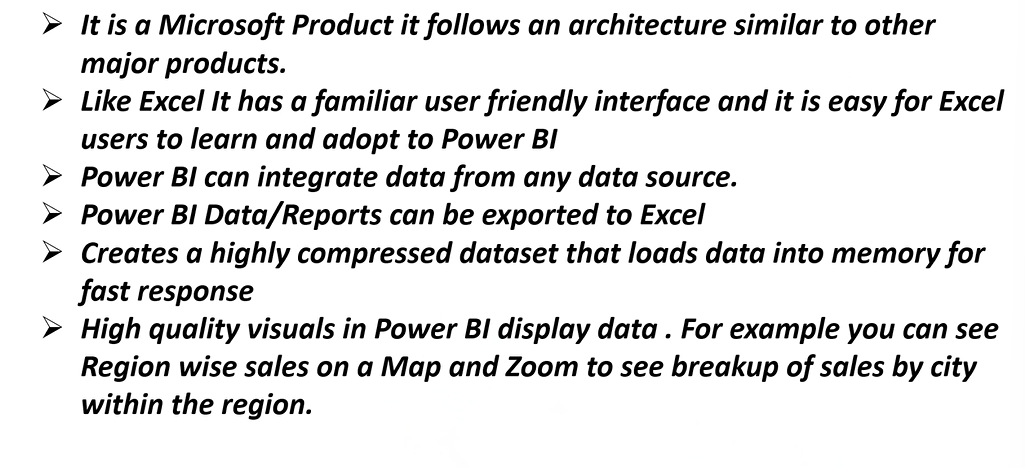 ➢ It is a Microsoft Product it follows an architecture similar to other
major products.
➢ Like Excel It has a familiar user friendly interface and it is easy for Excel
users to learn and adopt to Power BI
➢ Power BI can integrate data from any data source.
➢ Power BI Data/Reports can be exported to Excel
➢ Creates a highly compressed dataset that loads data into memory for
fast response
➢ High quality visuals in Power BI display data . For example you can see
Region wise sales on a Map and Zoom to see breakup of sales by city
within the region.